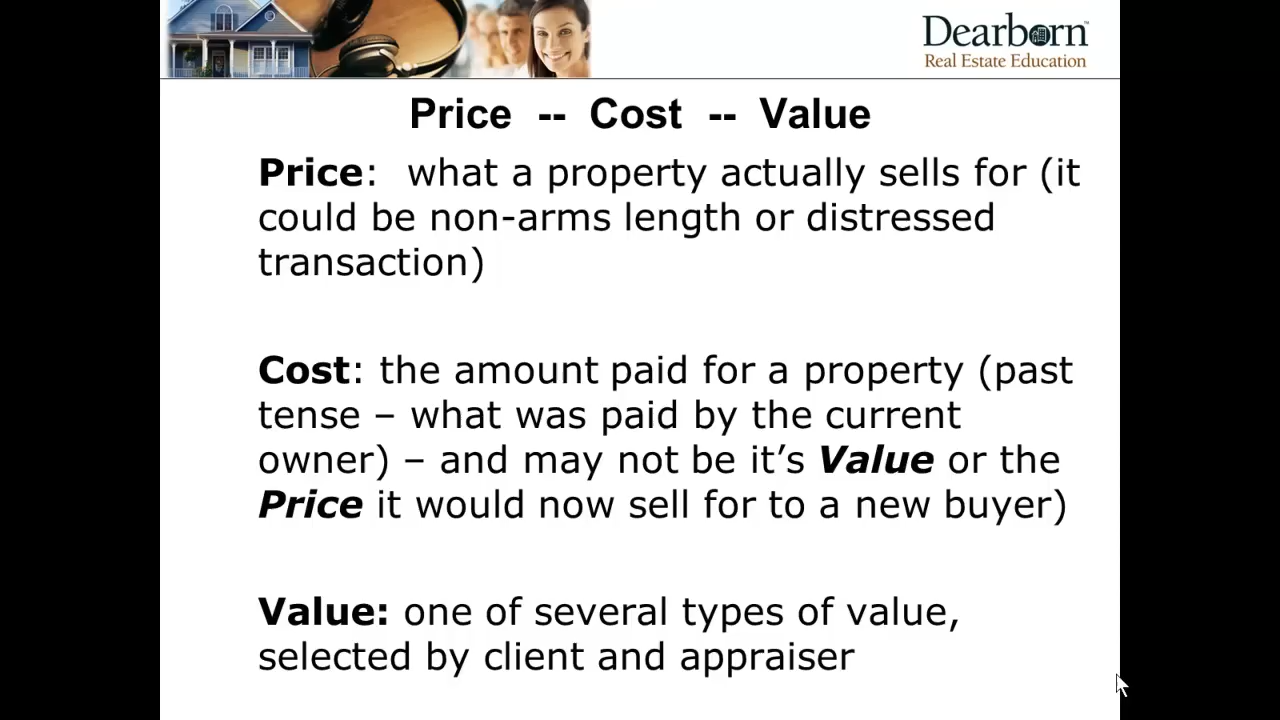 Dearborn™
Real Estate Education
Price -- Cost -- Value
Price: what a property actually sells for (it
could be non-arms length or distressed
transaction)
Cost: the amount paid for a property (past
tense – what was paid by the current
owner) – and may not be it’s Value or the
Price it would now sell for to a new buyer)
Value: one of several types of value,
selected by client and appraiser